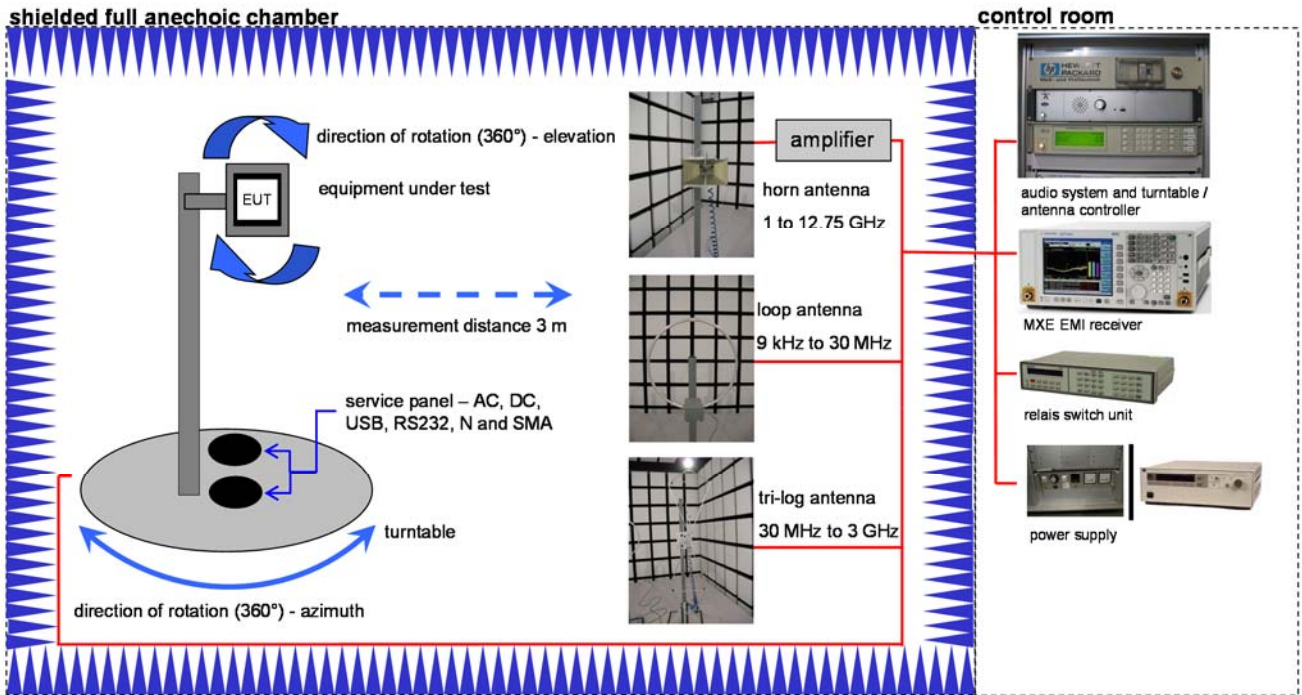 shielded full anechoic chamber
control room
direction of rotation (360°) - elevation
EUT
equipment under test
measurement distance 3 m
service panel – AC, DC,
USB, RS232, N and SMA
turntable
direction of rotation (360°) - azimuth
amplifier
horn antenna
1 to 12.75 GHz
loop antenna
9 kHz to 30 MHz
tri-log antenna
30 MHz to 3 GHz
hp
HEWLETT
PACKARD
audio system and turntable /
antenna controller
MXE EMI receiver
relais switch unit
power supply